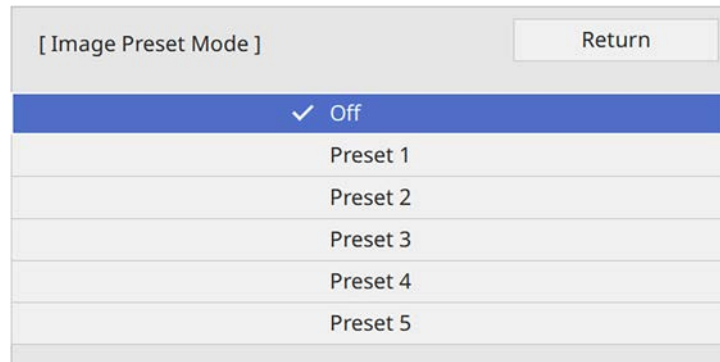 [ Image Preset Mode ] Return
Off
Preset 1
Preset 2
Preset 3
Preset 4
Preset 5